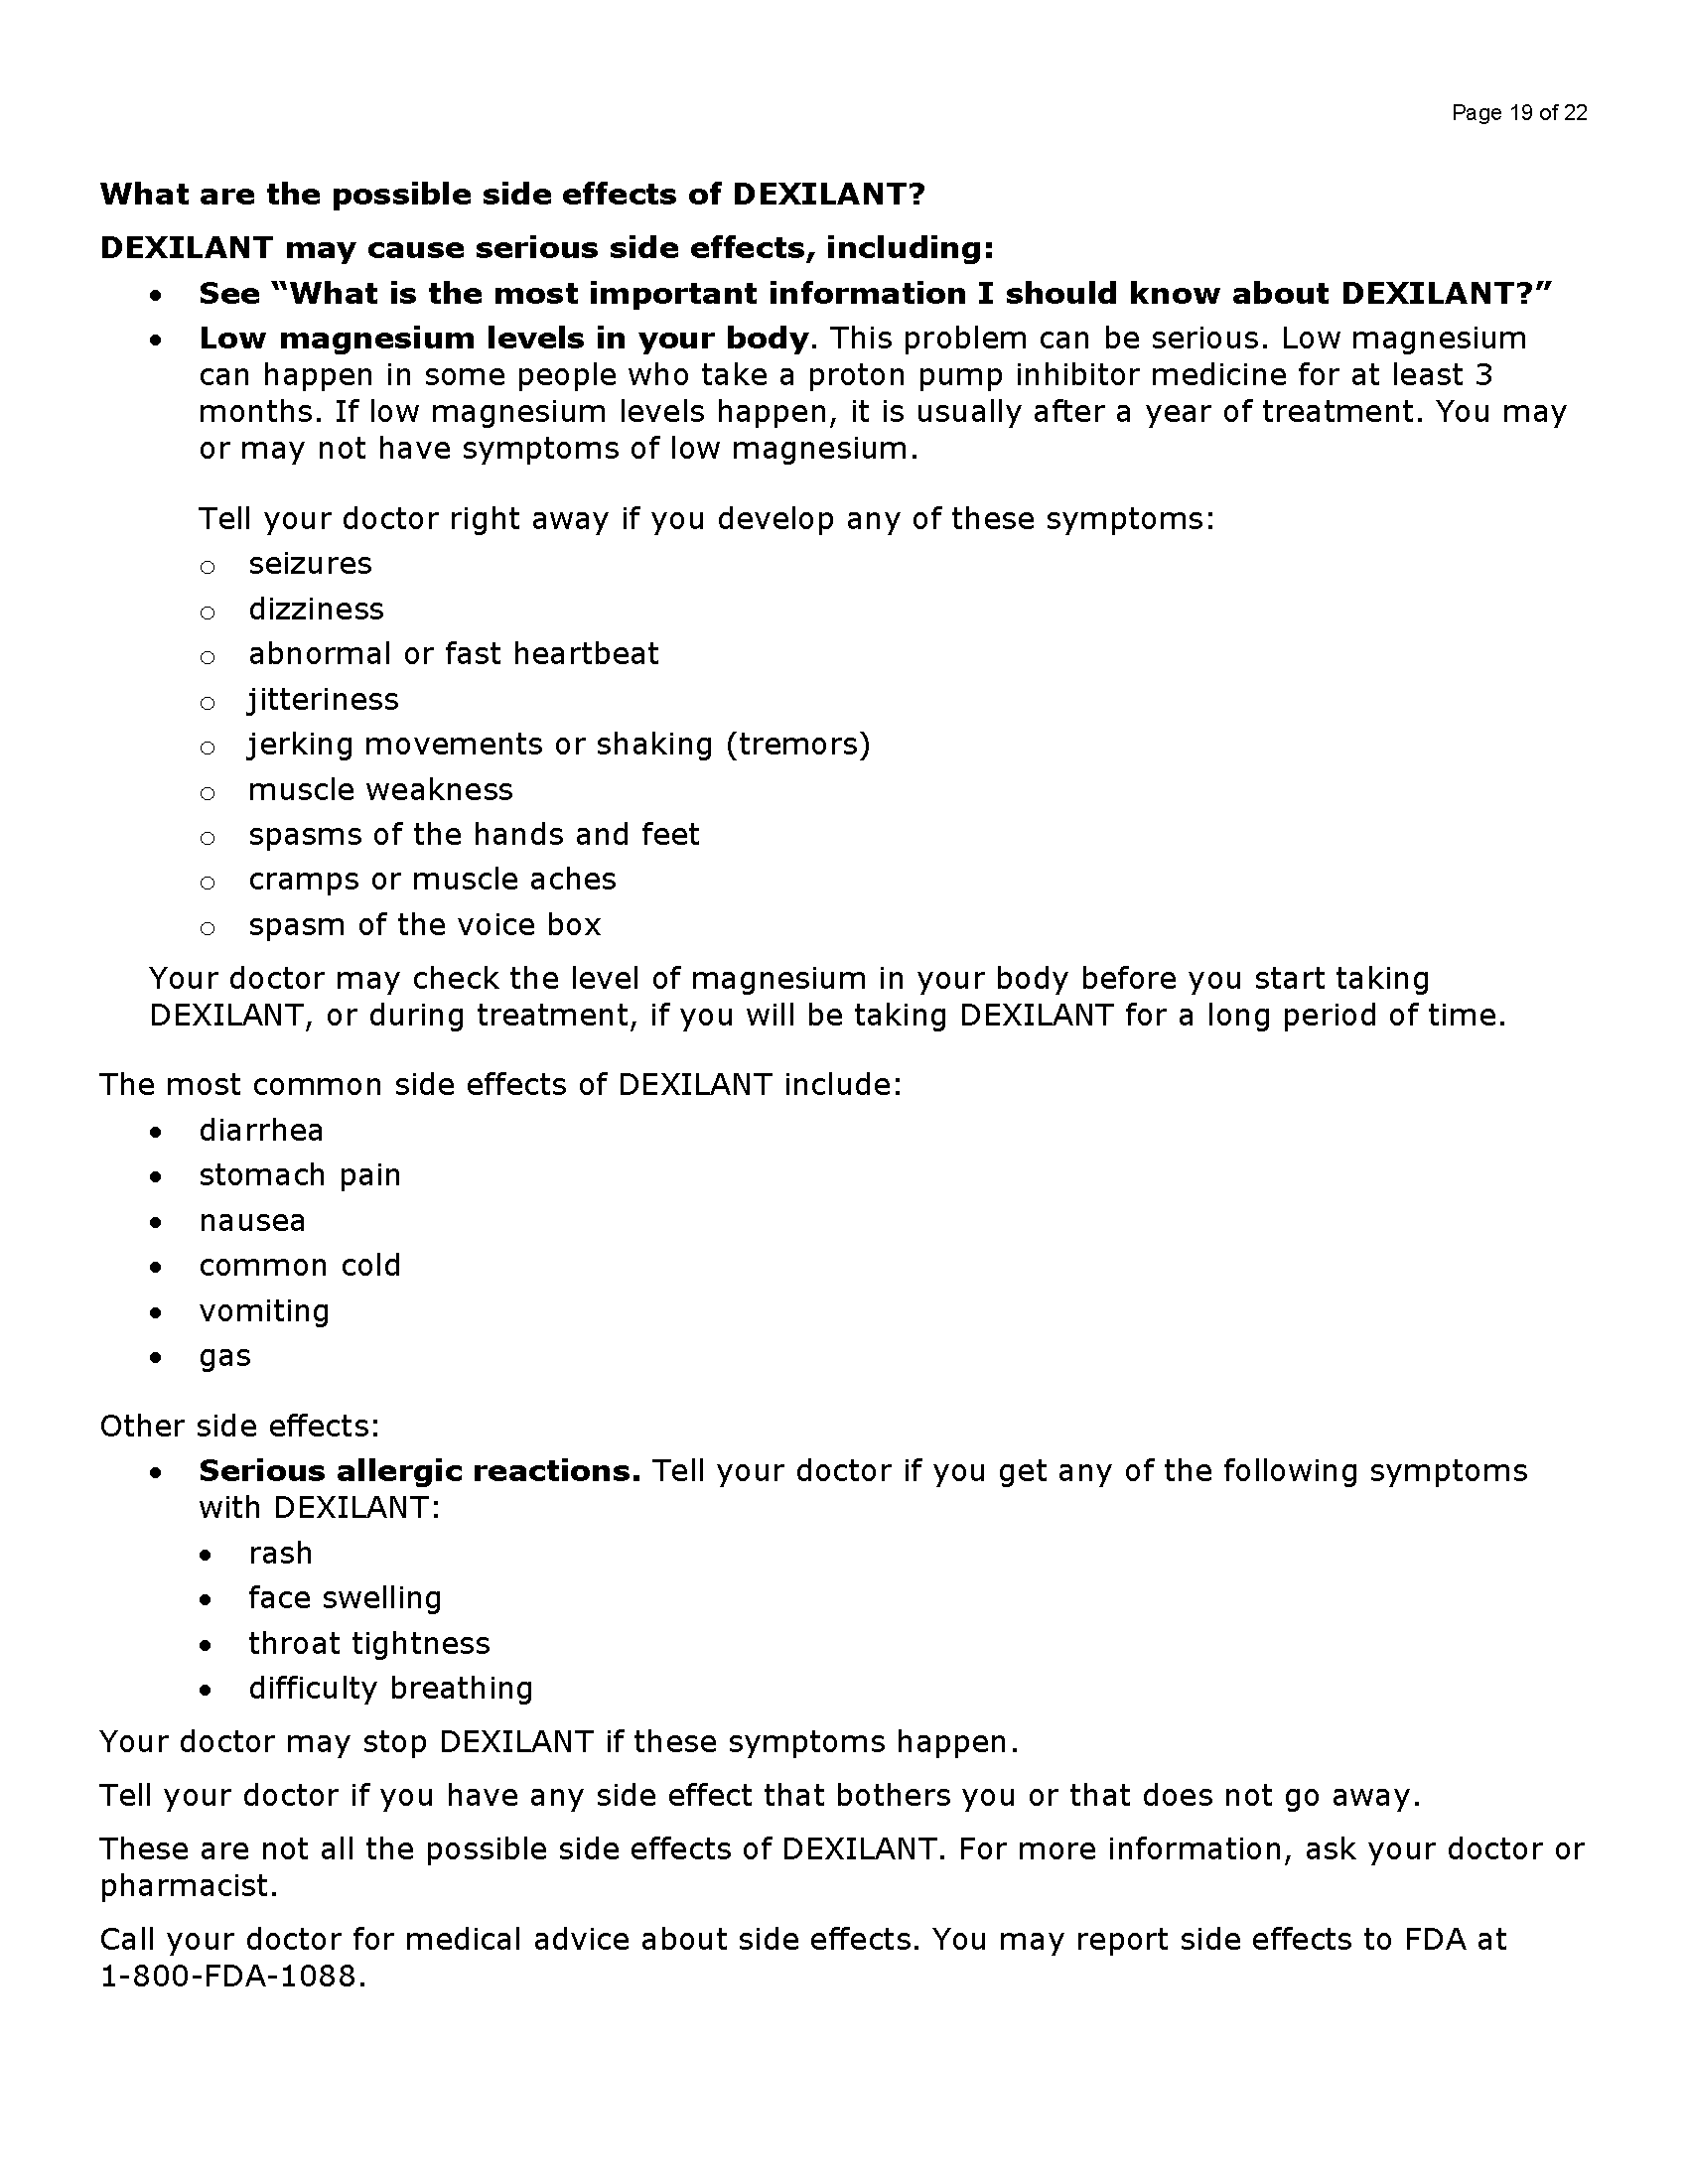 Page 19 of 22
What are the possible side effects of DEXILANT?
DEXILANT may cause serious side effects, including:
• See “What is the most important information I should know about DEXILANT?”
• Low magnesium levels in your body. This problem can be serious. Low magnesium
can happen in some people who take a proton pump inhibitor medicine for at least 3
months. If low magnesium levels happen, it is usually after a year of treatment. You may
or may not have symptoms of low magnesium.
Tell your doctor right away if you develop any of these symptoms:
o seizures
o dizziness
o abnormal or fast heartbeat
o jitteriness
o jerking movements or shaking (tremors)
o muscle weakness
o spasms of the hands and feet
o cramps or muscle aches
o spasm of the voice box
Your doctor may check the level of magnesium in your body before you start taking
DEXILANT, or during treatment, if you will be taking DEXILANT for a long period of time.
The most common side effects of DEXILANT include:
• diarrhea
• stomach pain
• nausea
• common cold
• vomiting
• gas
Other side effects:
• Serious allergic reactions. Tell your doctor if you get any of the following symptoms
with DEXILANT:
• rash
• face swelling
• throat tightness
• difficulty breathing
Your doctor may stop DEXILANT if these symptoms happen.
Tell your doctor if you have any side effect that bothers you or that does not go away.
These are not all the possible side effects of DEXILANT. For more information, ask your doctor or
pharmacist.
Call your doctor for medical advice about side effects. You may report side effects to FDA at
1-800-FDA-1088.